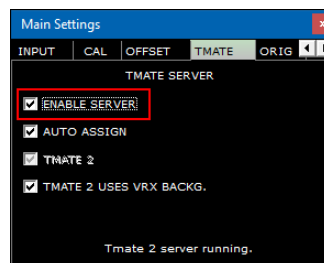 Main Settings
INPUT CAL OFFSET TMATE ORIG
TMATE SERVER
ENABLE SERVER
AUTO ASSIGN
TMATE 2
TMATE 2 USES VRX BACKG.
Tmate 2 server running.